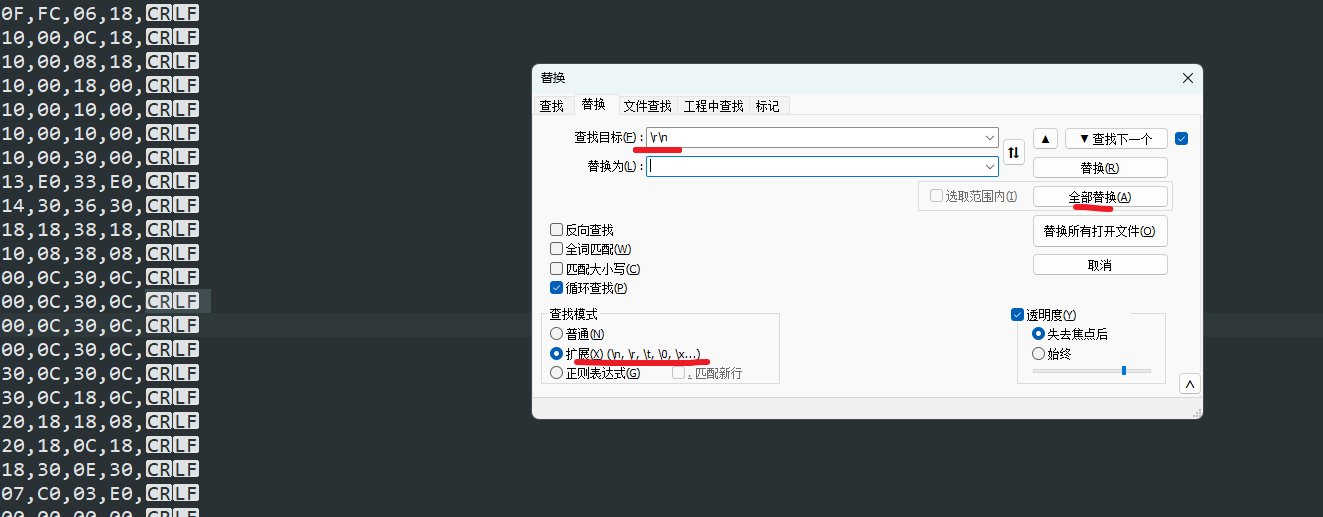 0F,FC,06,18,CRLF
10,00,0C,18,CRLF
10,00,08,18,CRLF
10,00,18,00,CRLF
10,00,10,00,CRLF
10,00,10,00,CRLF
10,00,30,00,CRLF
13,E0,33,E0,CRLF
14,30,36,30,CRLF
18,18,38,18,CRLF
10,08,38,08,CRLF
00,0C,30,0C,CRLF
00,0C,30,0C,CRLF
00,0C,30,0C,CRLF
00,0C,30,0C,CRLF
30,0C,30,0C,CRLF
30,0C,18,0C,CRLF
20,18,18,08,CRLF
20,18,0C,18,CRLF
18,30,0E,30,CRLF
07,C0,03,E0,CRLF
00,00,00,00,CRLF
替换
查找 替换 文件查找 工程中查找 标记
查找目标(F) : \r\n
▲ ▼查找下一个
替换为(L) :
替换(R)
选取范围内(I) 全部替换(A)
替换所有打开文件(O)
取消
反向查找
全词匹配(W)
匹配大小写(C)
循环查找(P)
查找模式
普通(N)
扩展(X) (\n, \r, \t, \0, \x...)
正则表达式(G) . 匹配新行
透明度(Y)
失去焦点后
始终